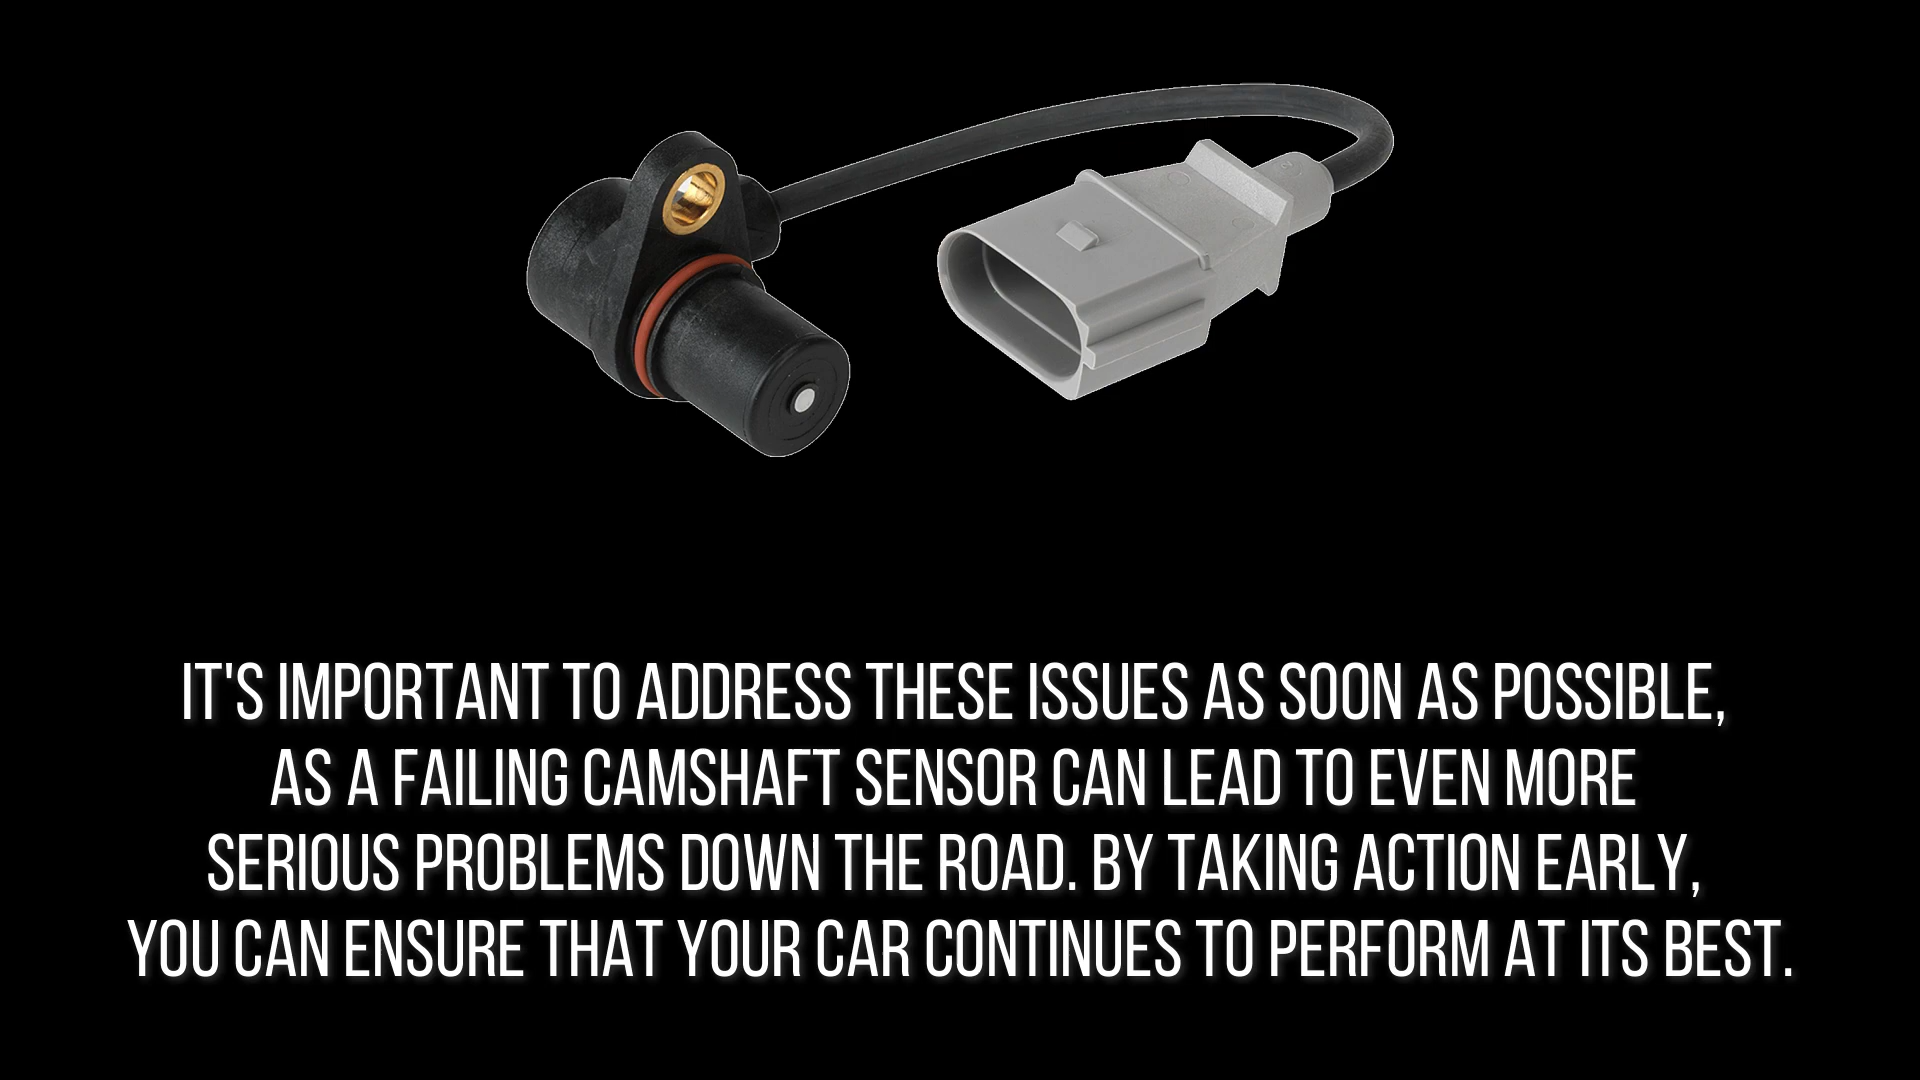 IT'S IMPORTANT TO ADDRESS THESE ISSUES AS SOON AS POSSIBLE,
AS A FAILING CAMSHAFT SENSOR CAN LEAD TO EVEN MORE
SERIOUS PROBLEMS DOWN THE ROAD. BY TAKING ACTION EARLY,
YOU CAN ENSURE THAT YOUR CAR CONTINUES TO PERFORM AT ITS BEST.